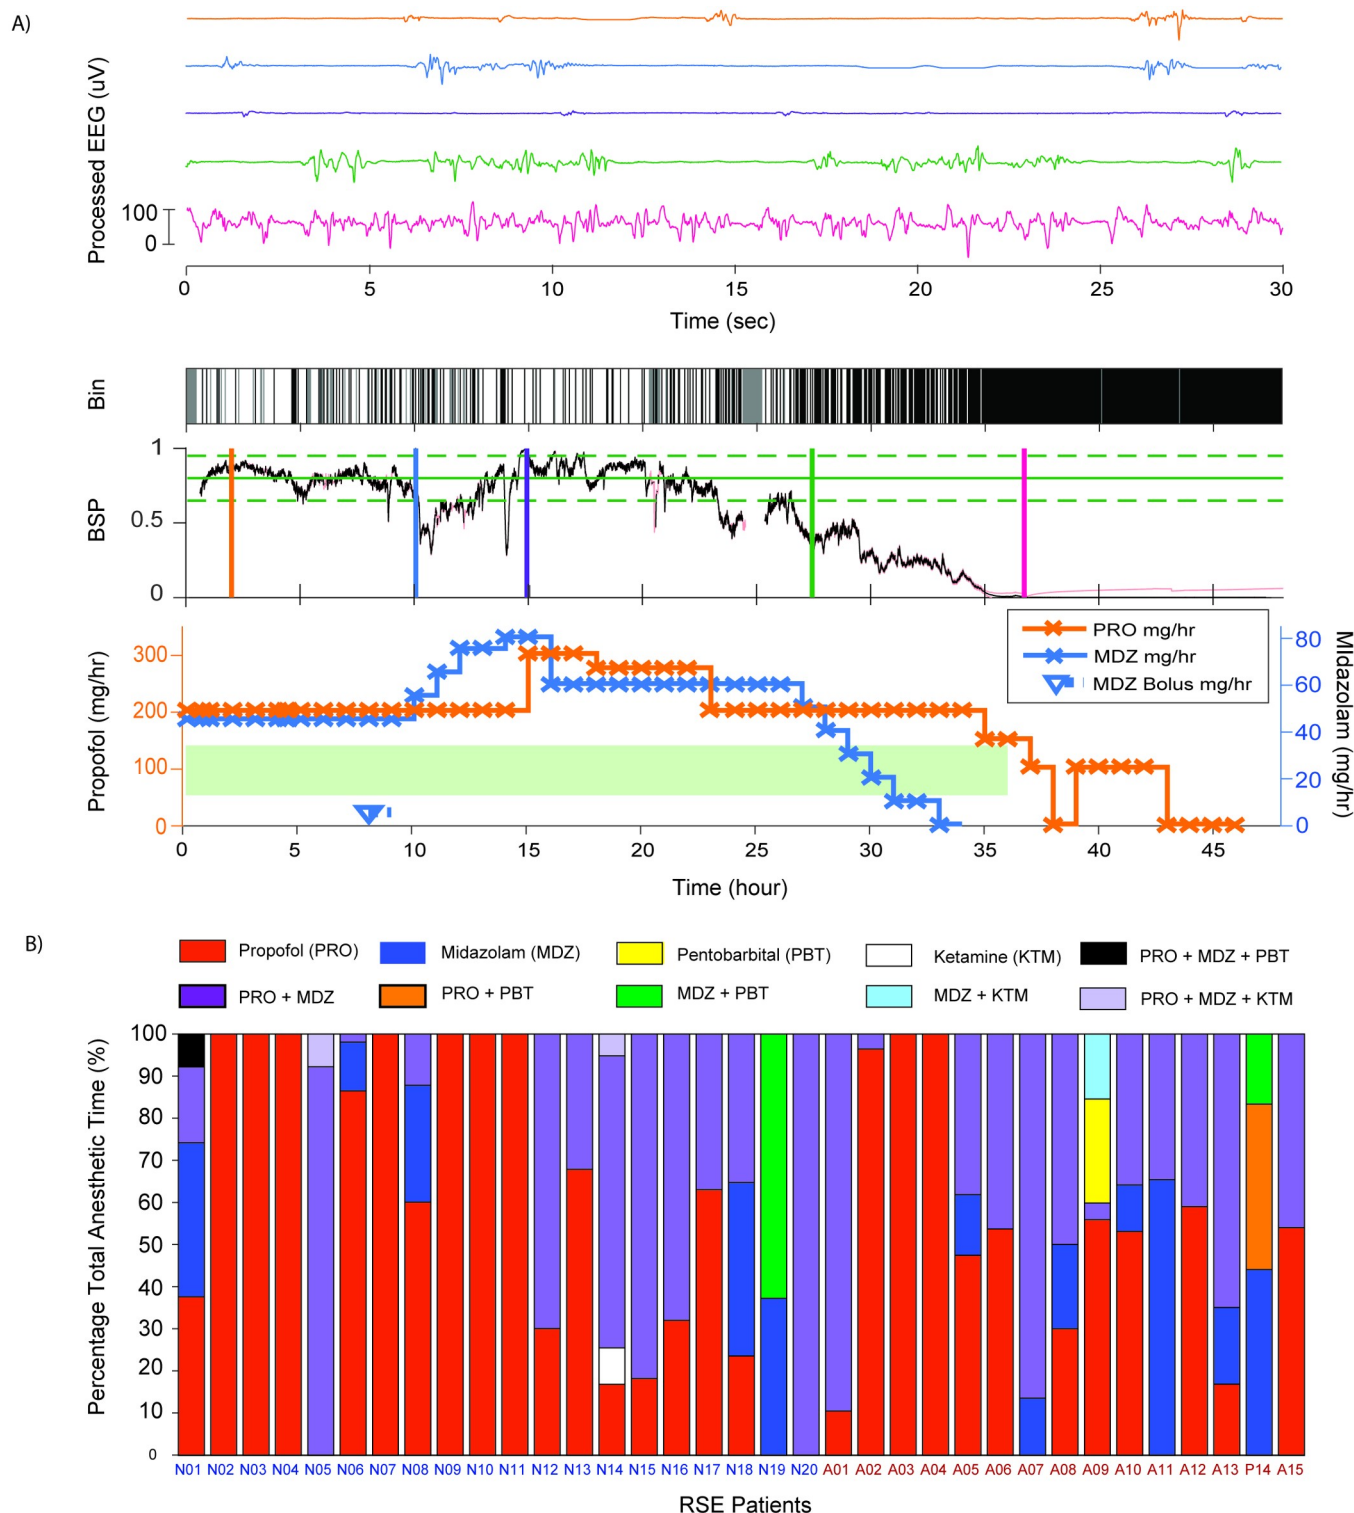 A)
Processed EEG (uV)
100
0
0 5 10 15 20 25 30
Time (sec)
Bin
BSP
1
0.5
0
Propofol (mg/hr)
300
200
100
0
PRO mg/hr
MDZ mg/hr
MDZ Bolus mg/hr
MIdazolam (mg/hr)
80
60
40
20
0
0 5 10 15 20 25 30 35 40 45
Time (hour)
B)
Propofol (PRO) Midazolam (MDZ) Pentobarbital (PBT) Ketamine (KTM) PRO + MDZ + PBT
PRO + MDZ PRO + PBT MDZ + PBT MDZ + KTM PRO + MDZ + KTM
Percentage Total Anesthetic Time (%)
100
90
80
70
60
50
40
30
20
10
0
N01 N02 N03 N04 N05 N06 N07 N08 N09 N10 N11 N12 N13 N14 N15 N16 N17 N18 N19 N20 A01 A02 A03 A04 A05 A06 A07 A08 A09 A10 A11 A12 A13 P14 A15
RSE Patients